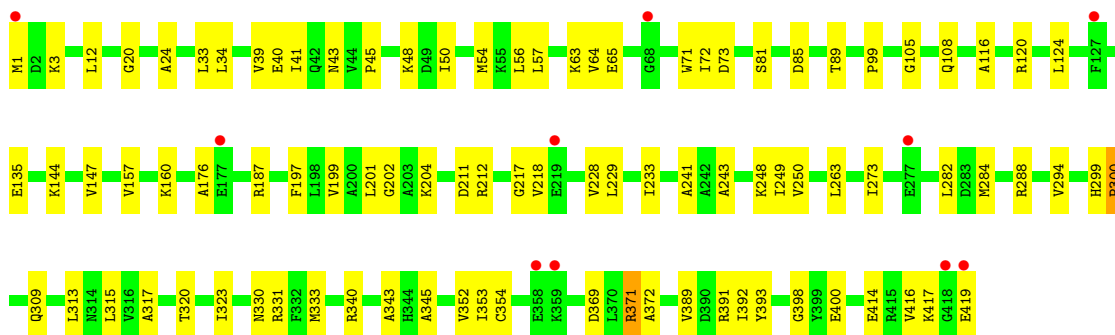 M1 D2 K3 L12 G20 A24 L33 L34 V39 E40 I41 Q42 N43 V44 P45 K48 D49 I50 M54 K55 L56 L57 K63 V64 E65 G68 W71 I72 D73 S81 D85 T89 P99 G105 Q108 A116 R120 L124 F127
E135 K144 V147 V157 K160 A176 E177 R187 F197 L198 V199 A200 L201 G202 A203 K204 D211 R212 G217 V218 E219 V228 L229 I233 A241 A242 A243 K248 I249 V250 L263 I273 E277 L282 D283 M284 R288 V294 H299
Q309 L313 N314 L315 V316 A317 T320 I323 N330 R331 F332 M333 R340 A343 H344 A345 V352 I353 C354 E358 K359 D369 L370 R371 A372 V389 D390 R391 I392 Y393 G398 Y399 E400 E414 R415 V416 K417 G418 E419